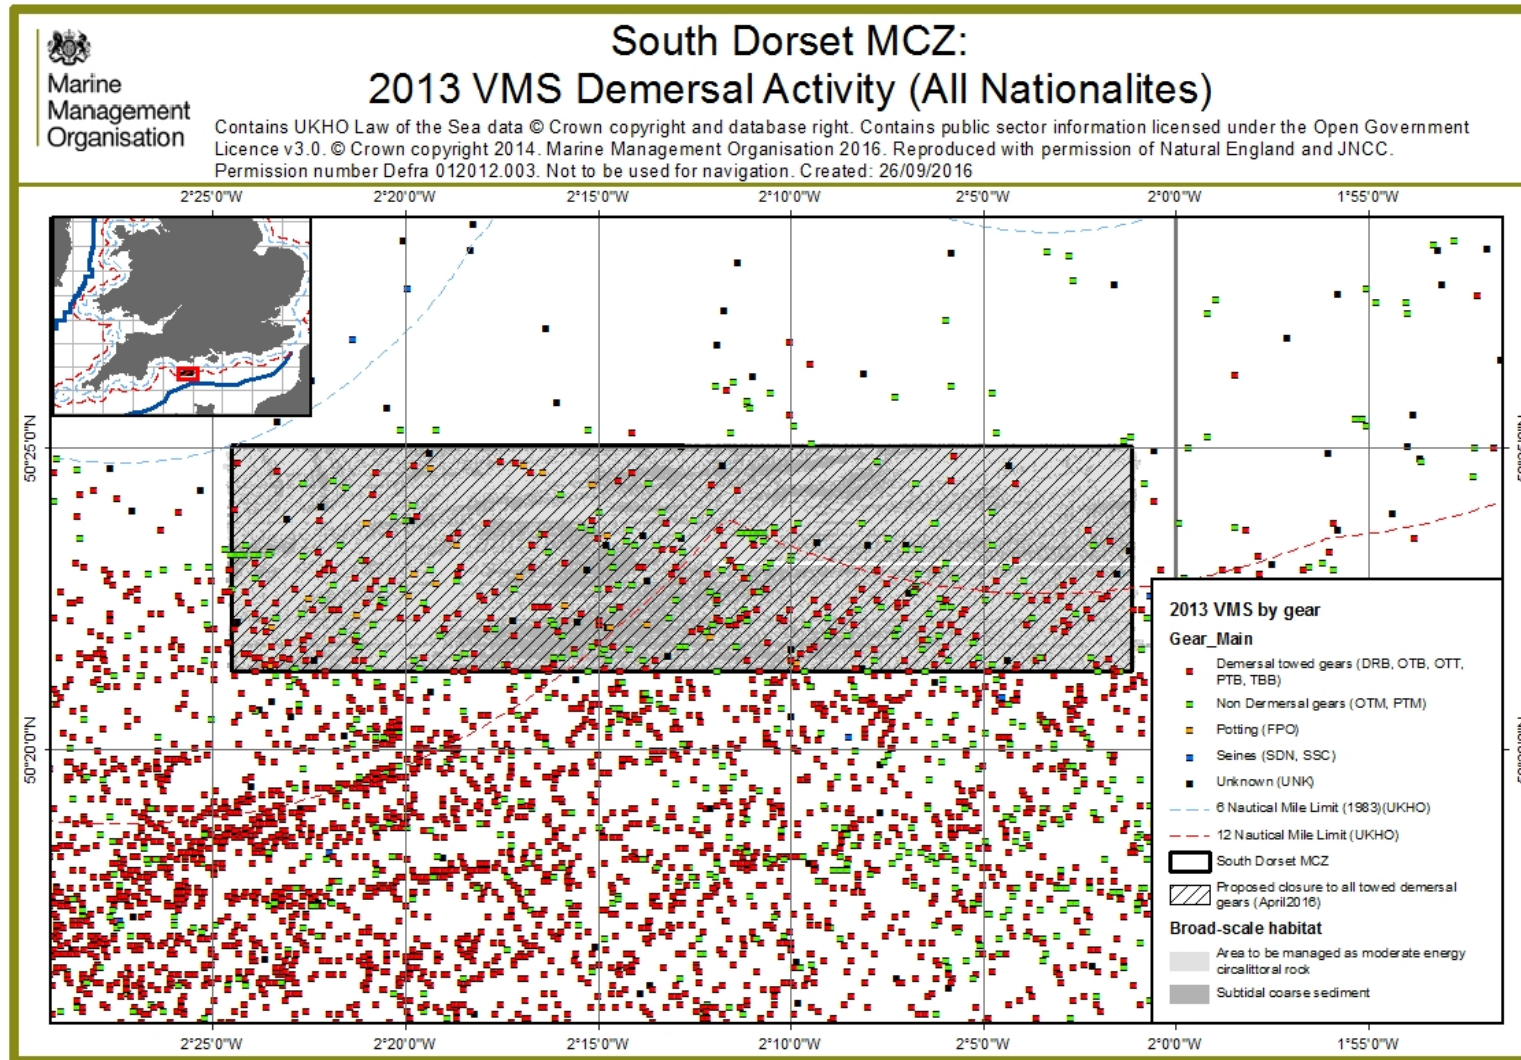 Marine
Management
Organisation
South Dorset MCZ:
2013 VMS Demersal Activity (All Nationalites)
Contains UKHO Law of the Sea data © Crown copyright and database right. Contains public sector information licensed under the Open Government
Licence v3.0. © Crown copyright 2014. Marine Management Organisation 2016. Reproduced with permission of Natural England and JNCC.
Permission number Defra 012012.003. Not to be used for navigation. Created: 26/09/2016
2°25'0"W 2°20'0"W 2°15'0"W 2°10'0"W 2°5'0"W 2°0'0"W 1°55'0"W
50°25'0"N
50°25'0"N
50°20'0"N
50°20'0"N
2013 VMS by gear
Gear_Main
Demersal towed gears (DRB, OTB, OTT,
PTB, TBB)
Non Dermersal gears (OTM, PTM)
Potting (FPO)
Seines (SDN, SSC)
Unknown (UNK)
6 Nautical Mile Limit (1983)(UKHO)
12 Nautical Mile Limit (UKHO)
South Dorset MCZ
Proposed closure to all towed demersal
gears (April2016)
Broad-scale habitat
Area to be managed as moderate energy
circalittoral rock
Subtidal coarse sediment
2°25'0"W 2°20'0"W 2°15'0"W 2°10'0"W 2°5'0"W 2°0'0"W 1°55'0"W